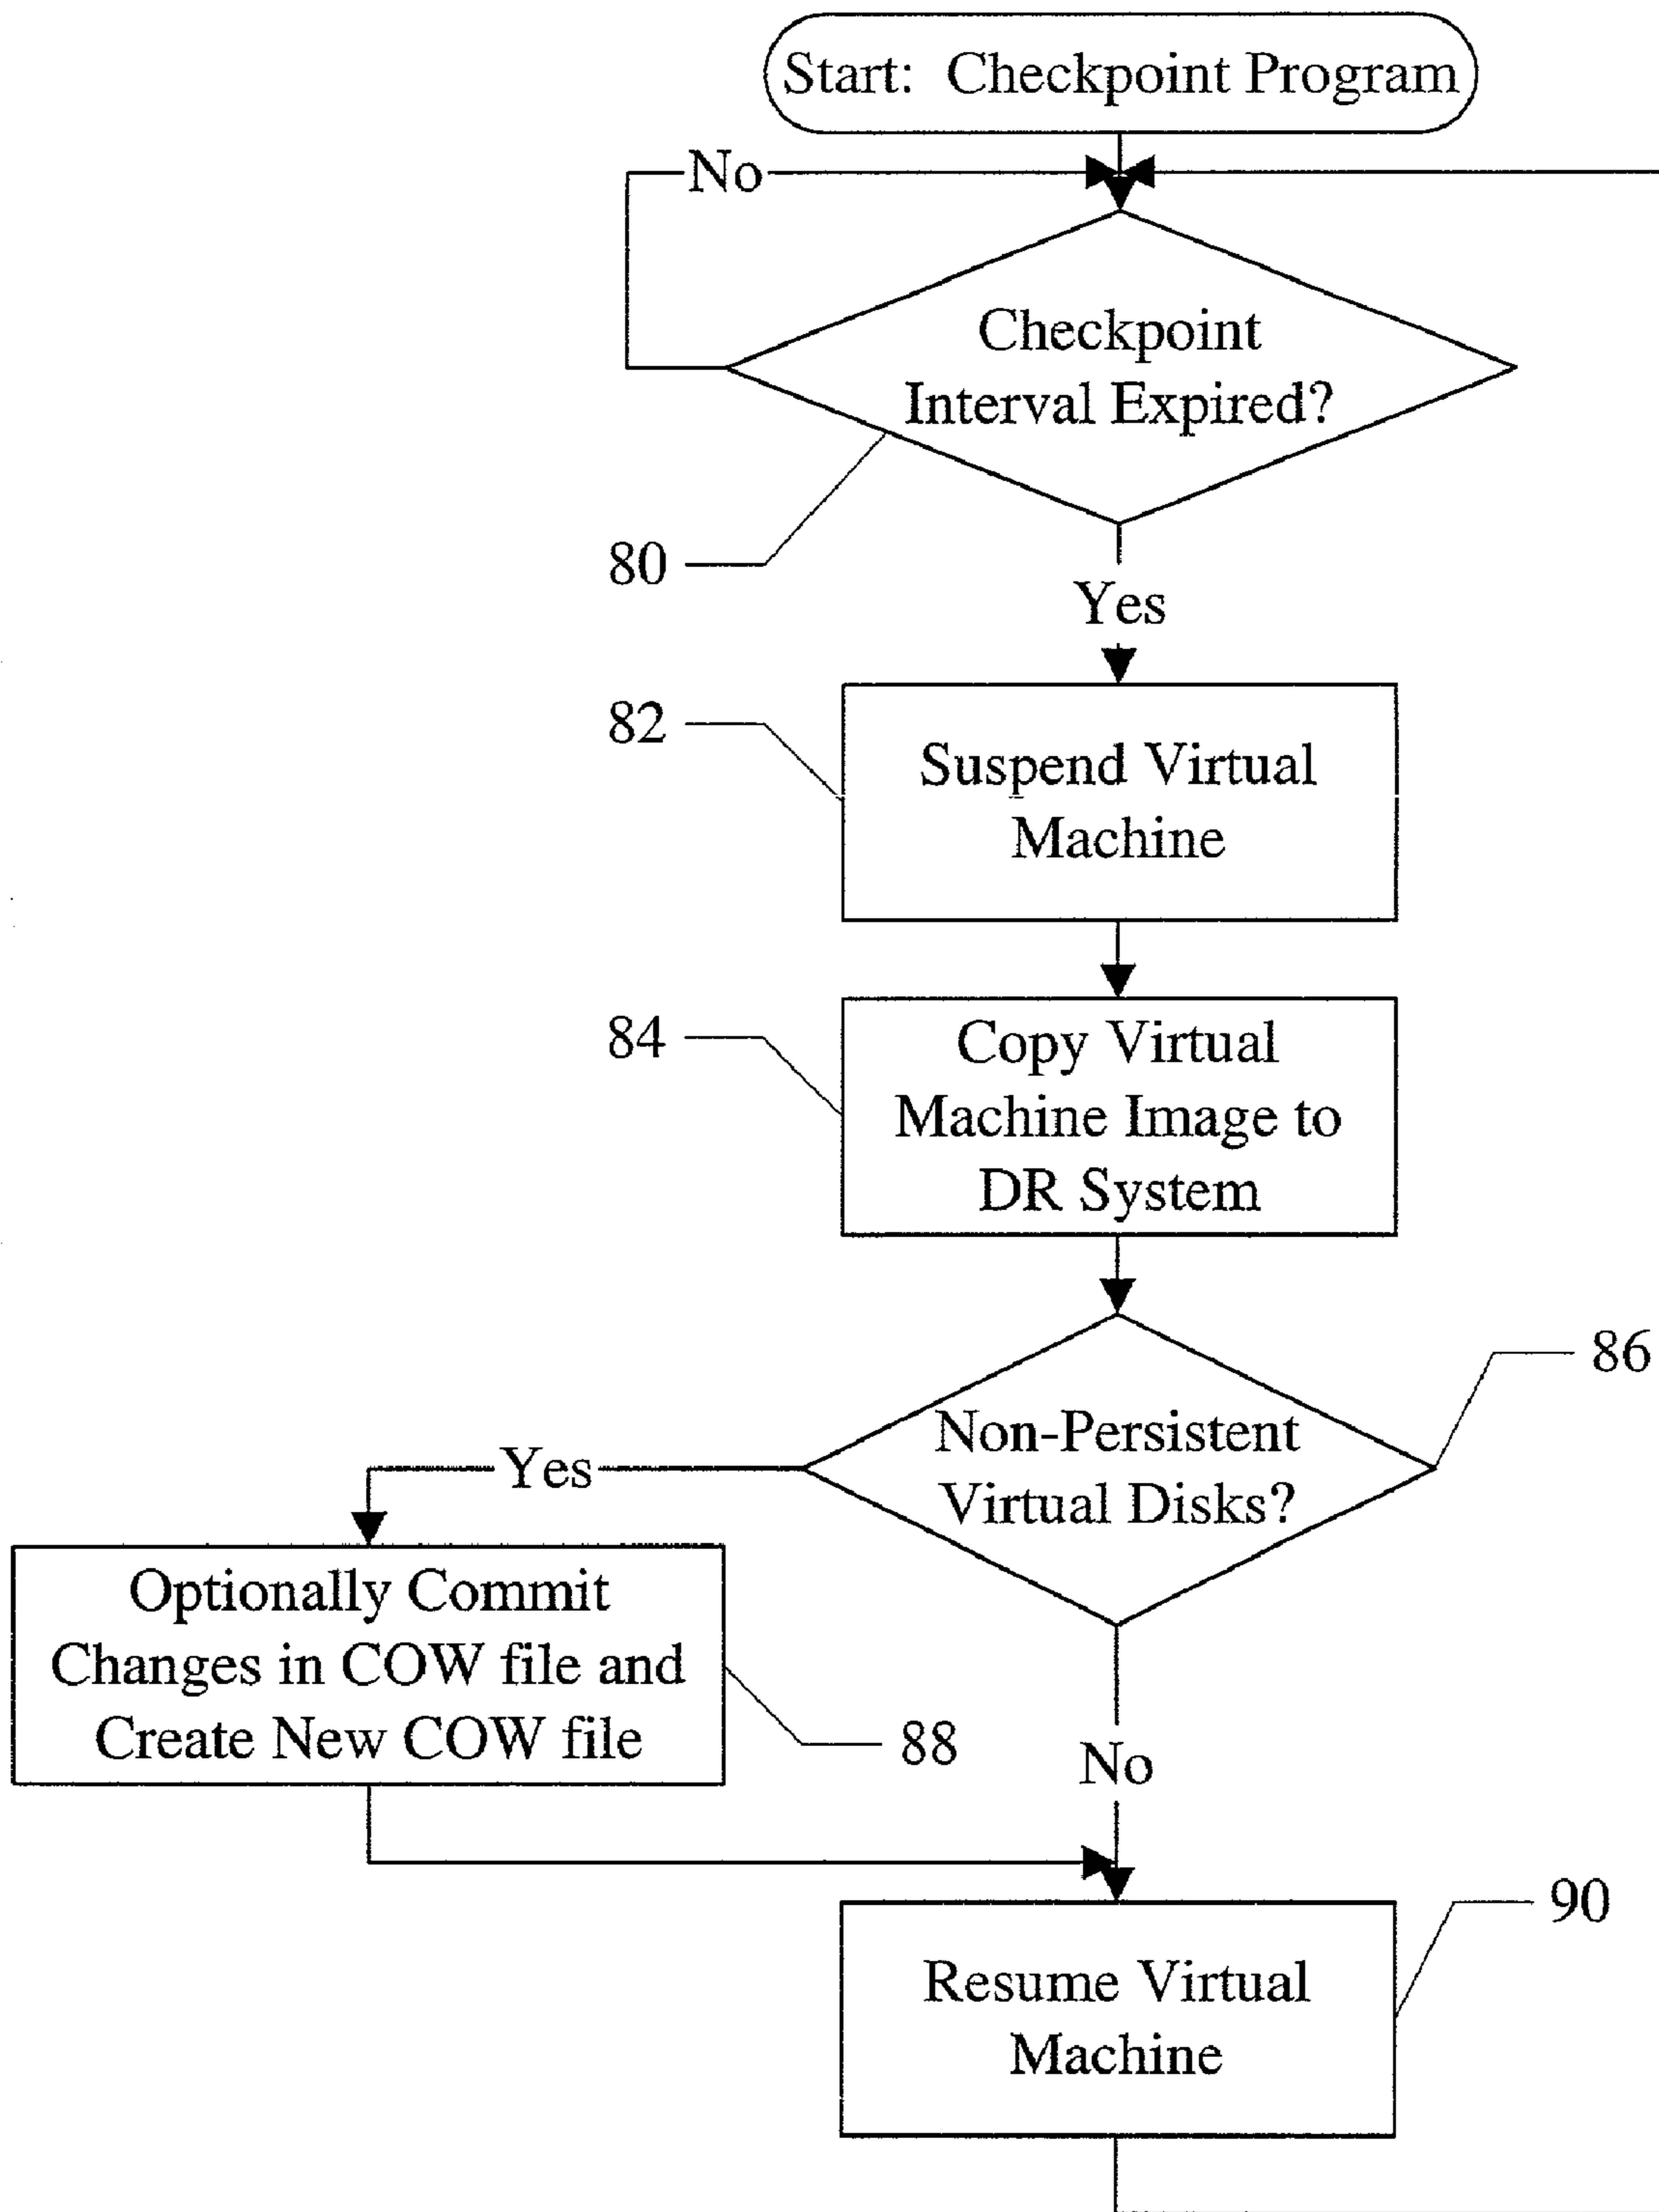 Start: Checkpoint Program
No
Checkpoint
Interval Expired?
80
Yes
82
Suspend Virtual
Machine
84
Copy Virtual
Machine Image to
DR System
86
Non-Persistent
Virtual Disks?
Yes
Optionally Commit
Changes in COW file and
Create New COW file
88
No
90
Resume Virtual
Machine